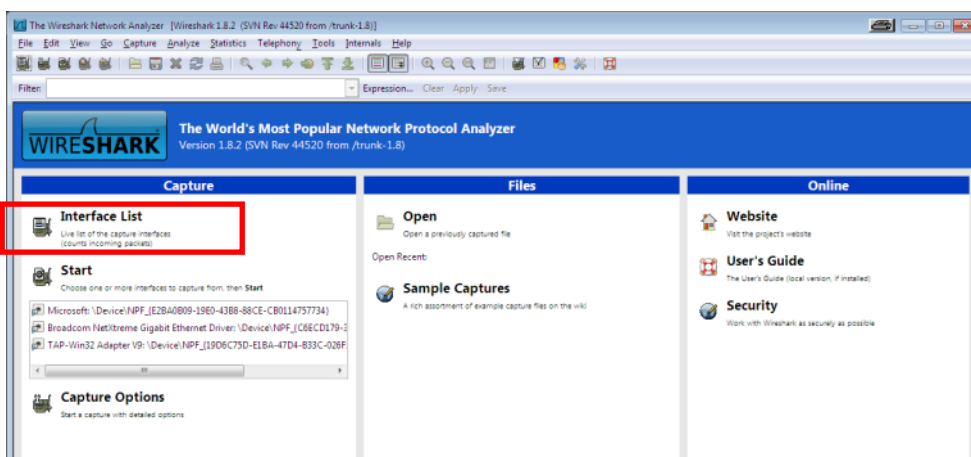 The Wireshark Network Analyzer [Wireshark 1.8.2 (SVN Rev 44520 from /trunk-1.8)]
File Edit View Go Capture Analyze Statistics Telephony Tools Internals Help
Filter: Expression... Clear Apply Save
WIRESHARK
The World's Most Popular Network Protocol Analyzer
Version 1.8.2 (SVN Rev 44520 from /trunk-1.8)
Capture
Interface List
Live list of the capture interfaces
(counts incoming packets)
Start
Choose one or more interfaces to capture from, then Start
Microsoft: \Device\NPF_{E2BA0B09-19E0-43B8-88CE-CB0114757734}
Broadcom NetXtreme Gigabit Ethernet Driver: \Device\NPF_{C6ECD179-3
TAP-Win32 Adapter V9: \Device\NPF_{19D6C75D-E1BA-47D4-B33C-026F
Capture Options
Start a capture with detailed options
Files
Open
Open a previously captured file
Open Recent:
Sample Captures
A rich assortment of example capture files on the wiki
Online
Website
Visit the project's website
User's Guide
The User's Guide (local version, if installed)
Security
Work with Wireshark as securely as possible